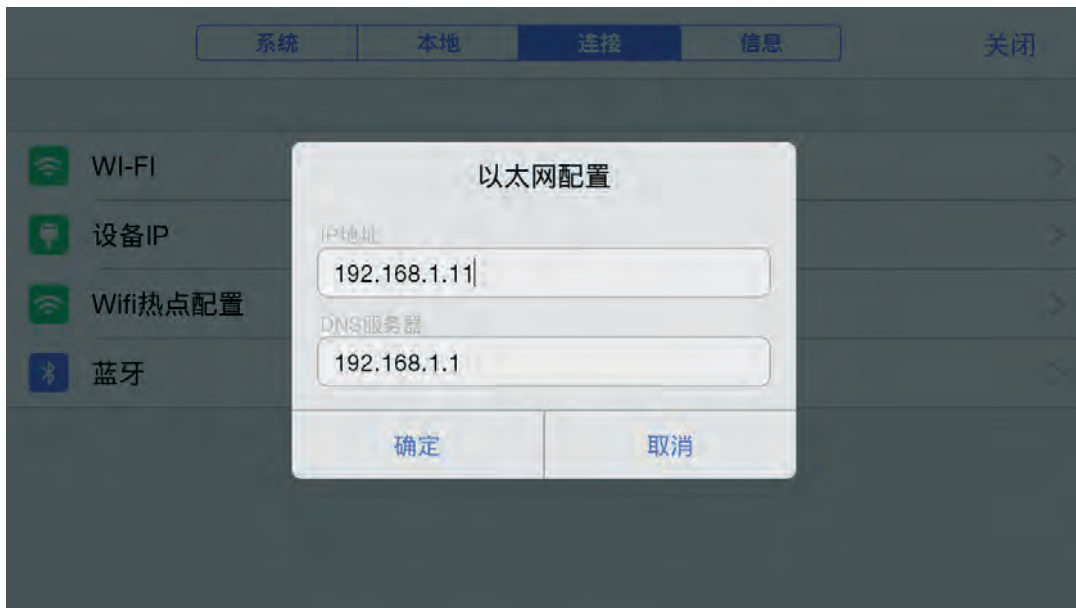 系统 本地 连接 信息 关闭
WI-FI
设备IP
Wifi热点配置
蓝牙
以太网配置
IP地址
192.168.1.11
DNS服务器
192.168.1.1
确定 取消